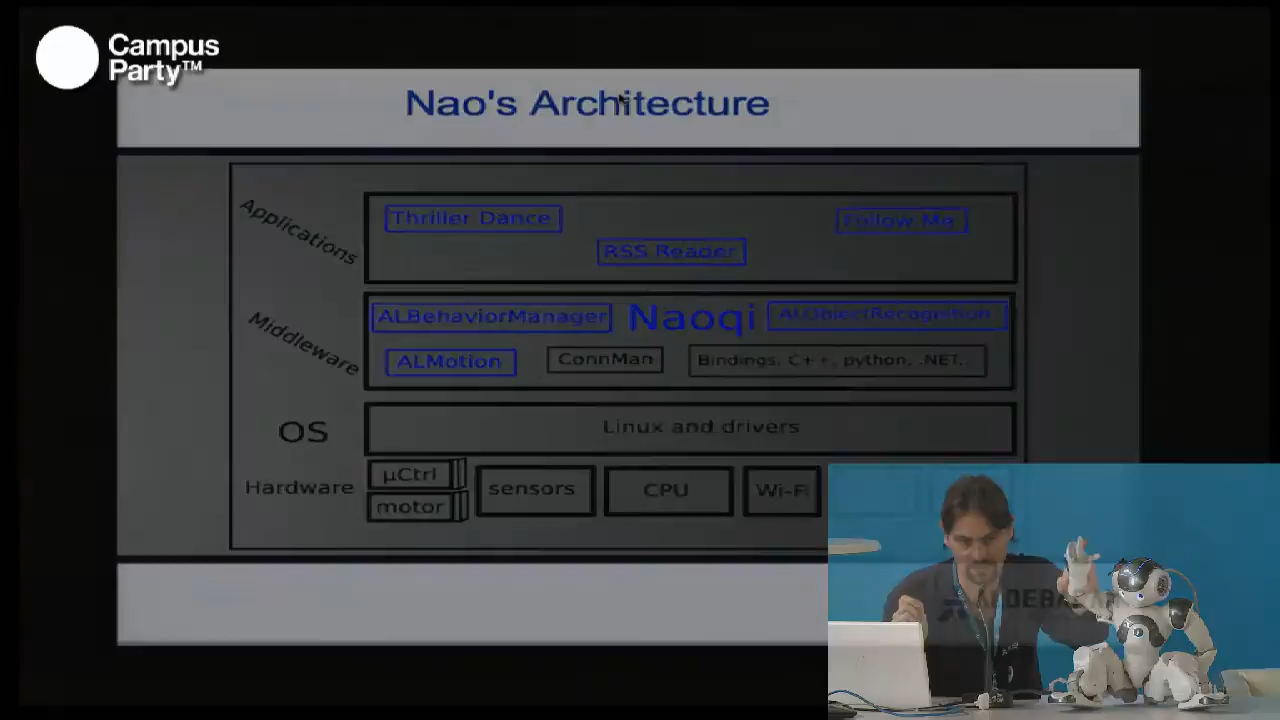 Campus
Party™
Nao's Architecture
Applications
Thriller Dance
Follow Me
RSS Reader
Middleware
ALBehaviorManager
Naoqi
ALObjectRecognition
ALMotion
ConnMan
Bindings, C++, python, .NET...
OS
Linux and drivers
Hardware
µCtrl
motor
sensors
CPU
Wi-Fi